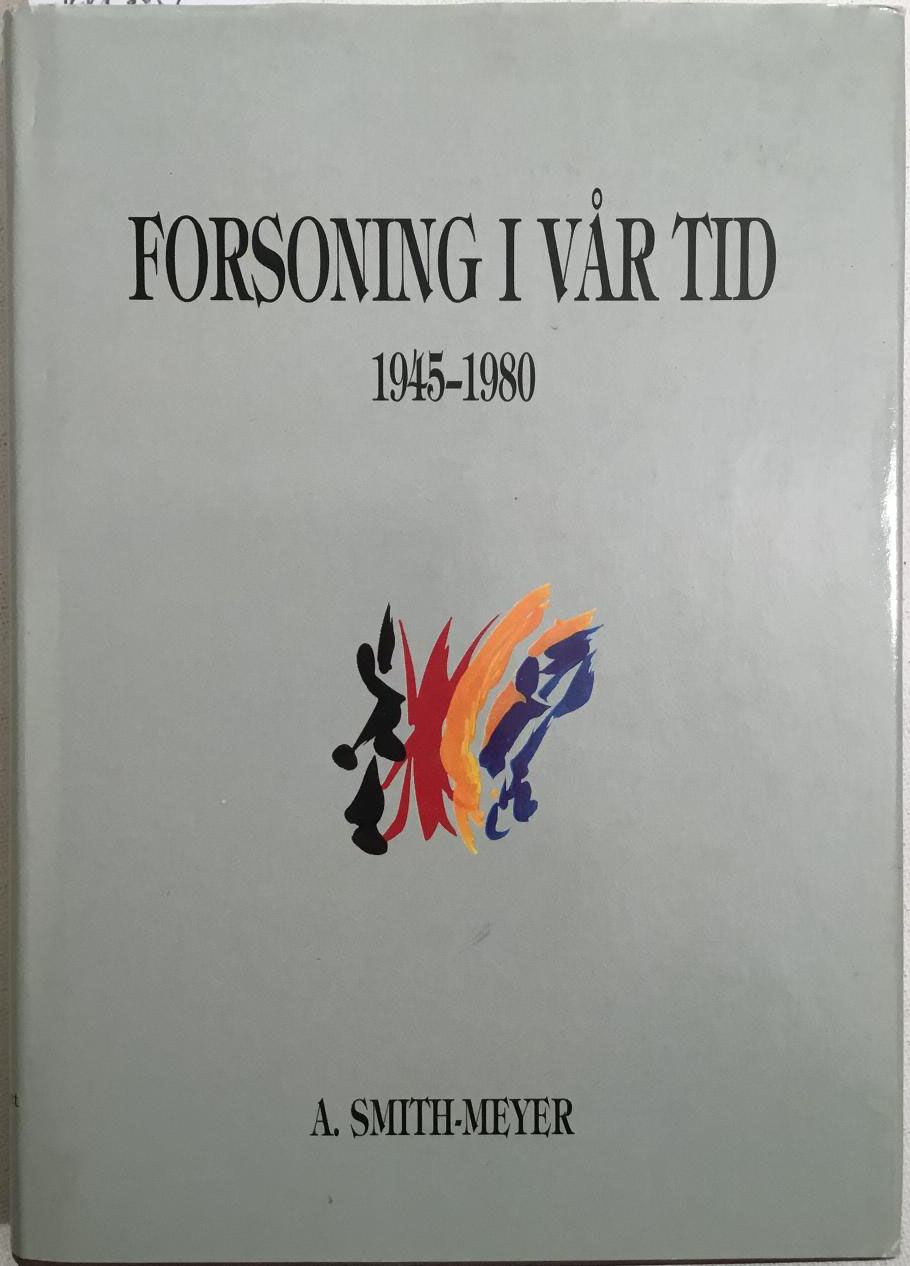 FORSONING I VÅR TID
1945–1980
A. SMITH-MEYER